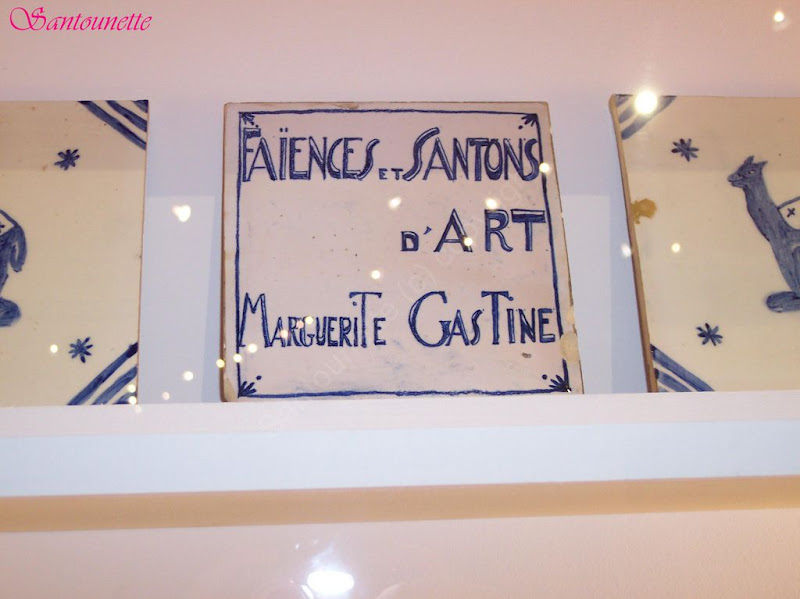 Santounette
FAÏENCES ET SANTONS
D'ART
MARGUERITE GASTINE